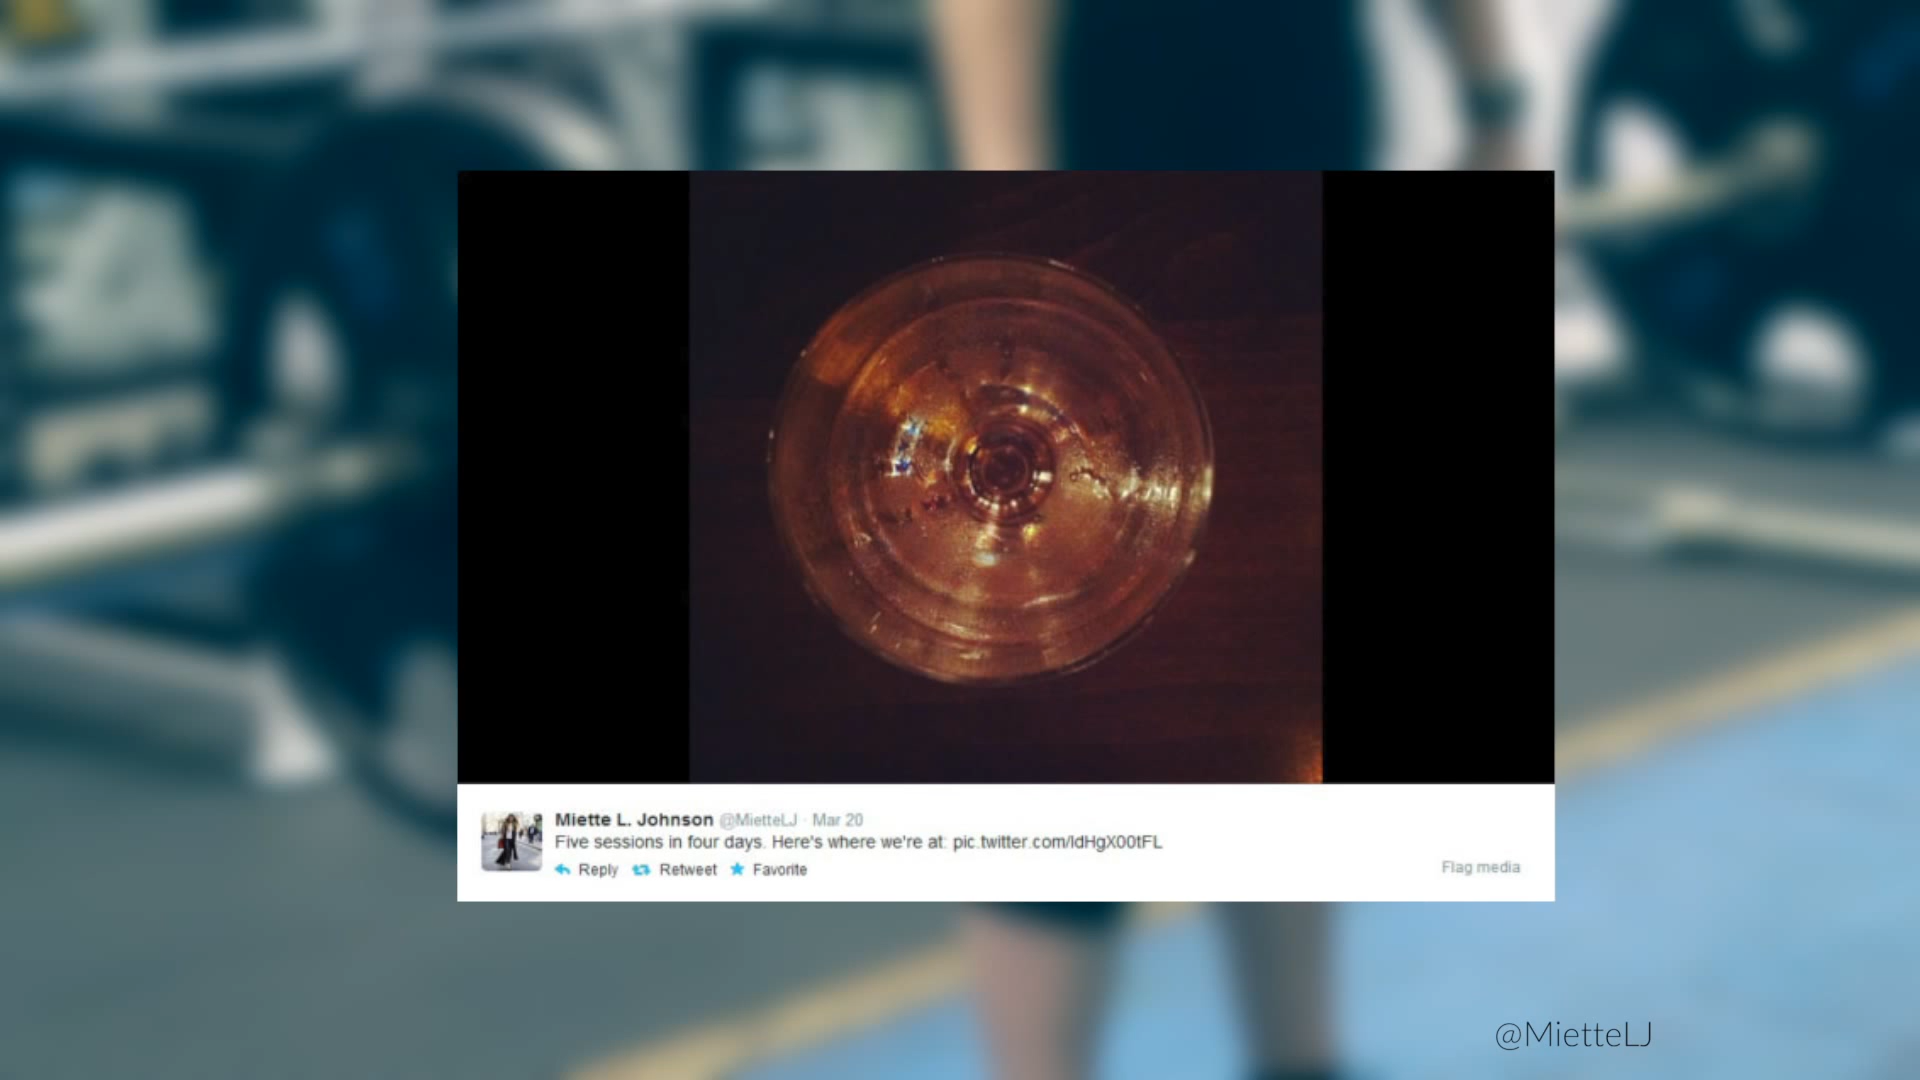 Miette L. Johnson @MietteLJ · Mar 20
Five sessions in four days. Here's where we're at: pic.twitter.com/ldHgX00tFL
Reply Retweet Favorite
Flag media
@MietteLJ